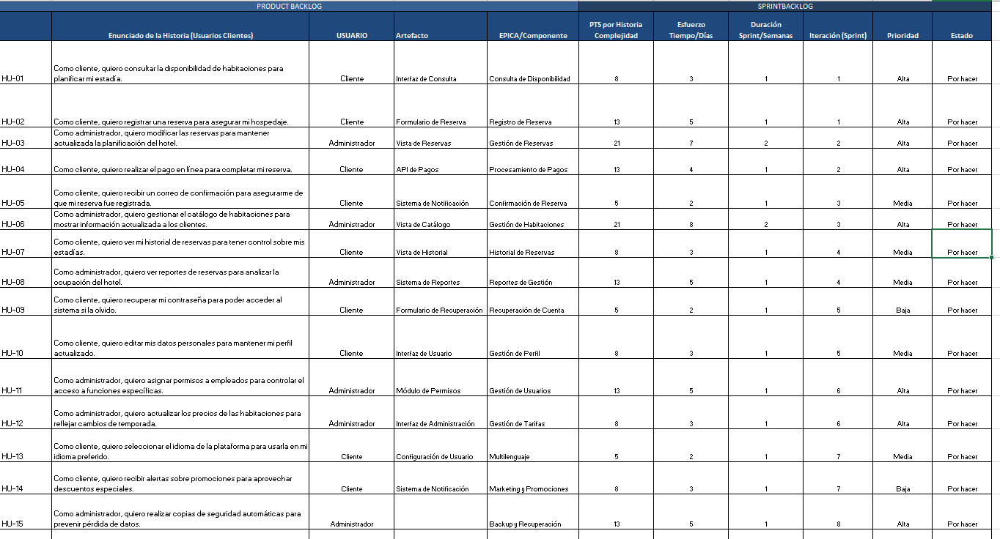 PRODUCT BACKLOG SPRINTBACKLOG
Enunciado de la Historia (Usuarios Clientes) USUARIO Artefacto EPICA/Componente PTS por Historia Complejidad Esfuerzo Tiempo/Días Duración Sprint/Semanas Iteración (Sprint) Prioridad Estado
HU-01 Como cliente, quiero consultar la disponibilidad de habitaciones para planificar mi estadía. Cliente Interfaz de Consulta Consulta de Disponibilidad 8 3 1 1 Alta Por hacer
HU-02 Como cliente, quiero registrar una reserva para asegurar mi hospedaje. Cliente Formulario de Reserva Registro de Reserva 13 5 1 1 Alta Por hacer
HU-03 Como administrador, quiero modificar las reservas para mantener actualizada la planificación del hotel. Administrador Vista de Reservas Gestión de Reservas 21 7 2 2 Alta Por hacer
HU-04 Como cliente, quiero realizar el pago en línea para completar mi reserva. Cliente API de Pagos Procesamiento de Pagos 13 4 1 2 Alta Por hacer
HU-05 Como cliente, quiero recibir un correo de confirmación para asegurarme de que mi reserva fue registrada. Cliente Sistema de Notificación Confirmación de Reserva 5 2 1 3 Media Por hacer
HU-06 Como administrador, quiero gestionar el catálogo de habitaciones para mostrar información actualizada a los clientes. Administrador Vista de Catálogo Gestión de Habitaciones 21 8 2 3 Alta Por hacer
HU-07 Como cliente, quiero ver mi historial de reservas para tener control sobre mis estadías. Cliente Vista de Historial Historial de Reservas 8 3 1 4 Media Por hacer
HU-08 Como administrador, quiero ver reportes de reservas para analizar la ocupación del hotel. Administrador Sistema de Reportes Reportes de Gestión 13 5 1 4 Media Por hacer
HU-09 Como cliente, quiero recuperar mi contraseña para poder acceder al sistema si la olvido. Cliente Formulario de Recuperación Recuperación de Cuenta 5 2 1 5 Baja Por hacer
HU-10 Como cliente, quiero editar mis datos personales para mantener mi perfil actualizado. Cliente Interfaz de Usuario Gestión de Perfil 8 3 1 5 Media Por hacer
HU-11 Como administrador, quiero asignar permisos a empleados para controlar el acceso a funciones específicas. Administrador Módulo de Permisos Gestión de Usuarios 13 5 1 6 Alta Por hacer
HU-12 Como administrador, quiero actualizar los precios de las habitaciones para reflejar cambios de temporada. Administrador Interfaz de Administración Gestión de Tarifas 8 3 1 6 Alta Por hacer
HU-13 Como cliente, quiero seleccionar el idioma de la plataforma para usarla en mi idioma preferido. Cliente Configuración de Usuario Multilenguaje 5 2 1 7 Media Por hacer
HU-14 Como cliente, quiero recibir alertas sobre promociones para aprovechar descuentos especiales. Cliente Sistema de Notificación Marketing y Promociones 8 3 1 7 Baja Por hacer
HU-15 Como administrador, quiero realizar copias de seguridad automáticas para prevenir pérdida de datos. Administrador Backup y Recuperación 13 5 1 8 Alta Por hacer